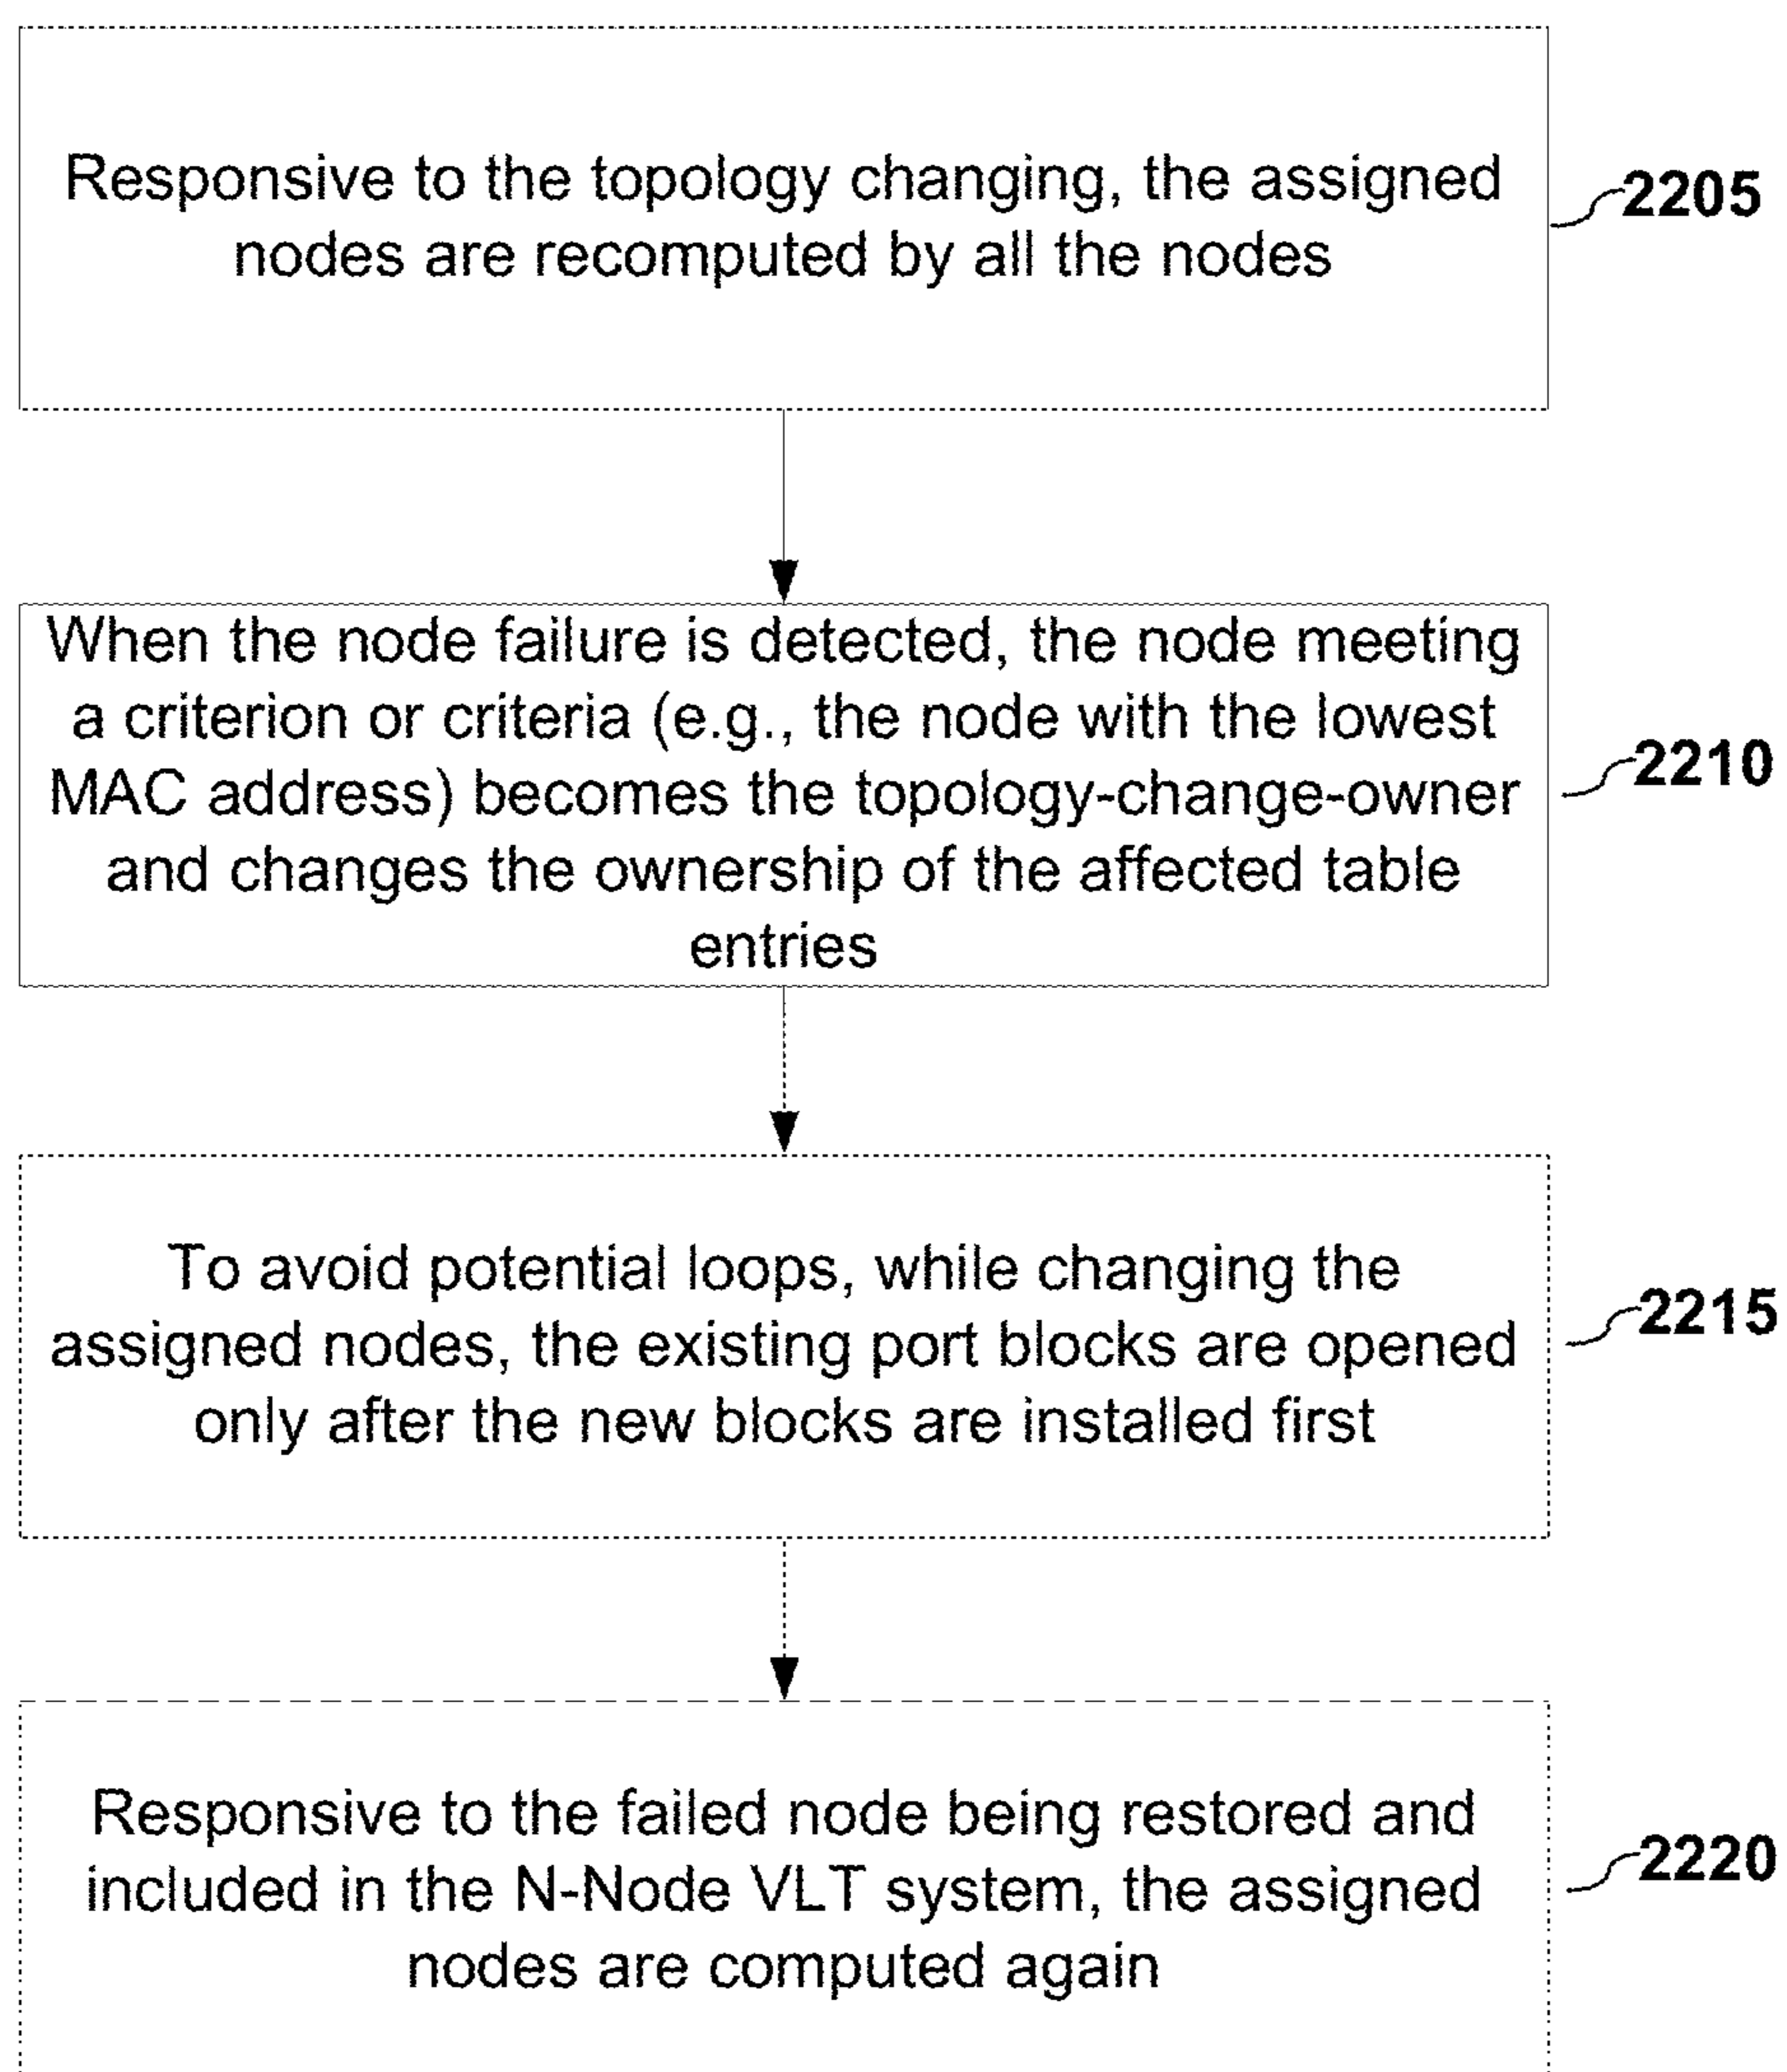 Responsive to the topology changing, the assigned
nodes are recomputed by all the nodes
2205
When the node failure is detected, the node meeting
a criterion or criteria (e.g., the node with the lowest
MAC address) becomes the topology-change-owner
and changes the ownership of the affected table
entries
2210
To avoid potential loops, while changing the
assigned nodes, the existing port blocks are opened
only after the new blocks are installed first
2215
Responsive to the failed node being restored and
included in the N-Node VLT system, the assigned
nodes are computed again
2220